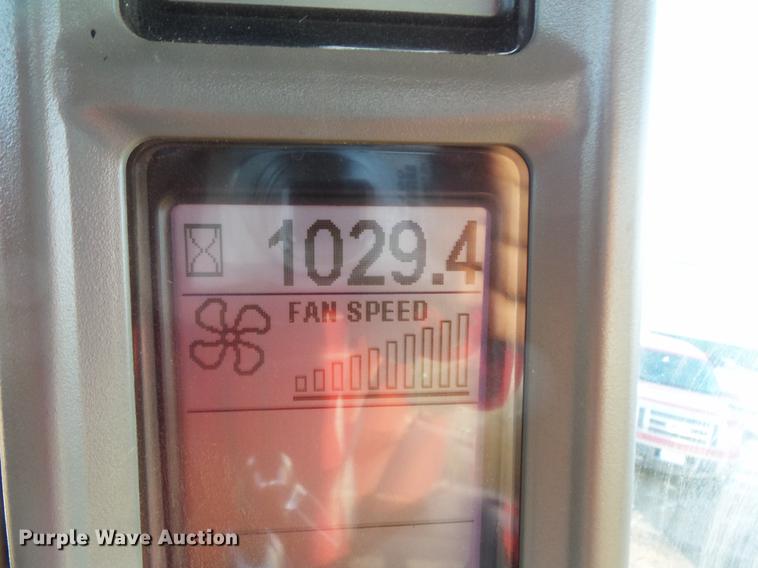 1029.4
FAN SPEED
Purple Wave Auction